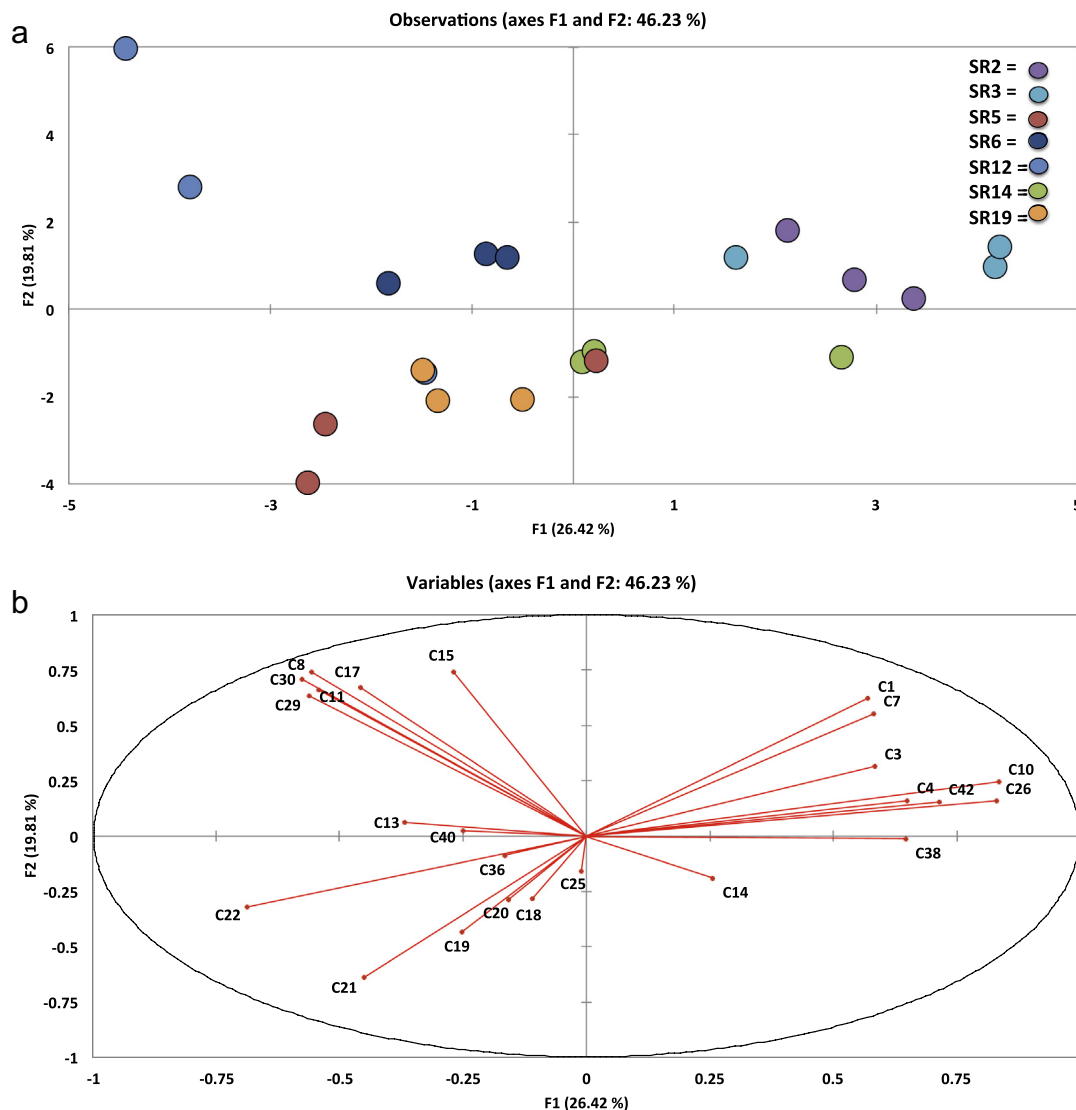 a
Observations (axes F1 and F2: 46.23 %)
6
4
2
0
-2
-4
F2 (19.81 %)
SR2 =
SR3 =
SR5 =
SR6 =
SR12 =
SR14 =
SR19 =
-5 -3 -1 1 3 5
F1 (26.42 %)
b
Variables (axes F1 and F2: 46.23 %)
1
0.75
0.5
0.25
0
-0.25
-0.5
-0.75
-1
F2 (19.81 %)
C15
C8
C17
C30
C11
C29
C1
C7
C3
C10
C4
C42
C26
C13
C40
C38
C36
C25
C14
C22
C20
C18
C19
C21
-1 -0.75 -0.5 -0.25 0 0.25 0.5 0.75
F1 (26.42 %)